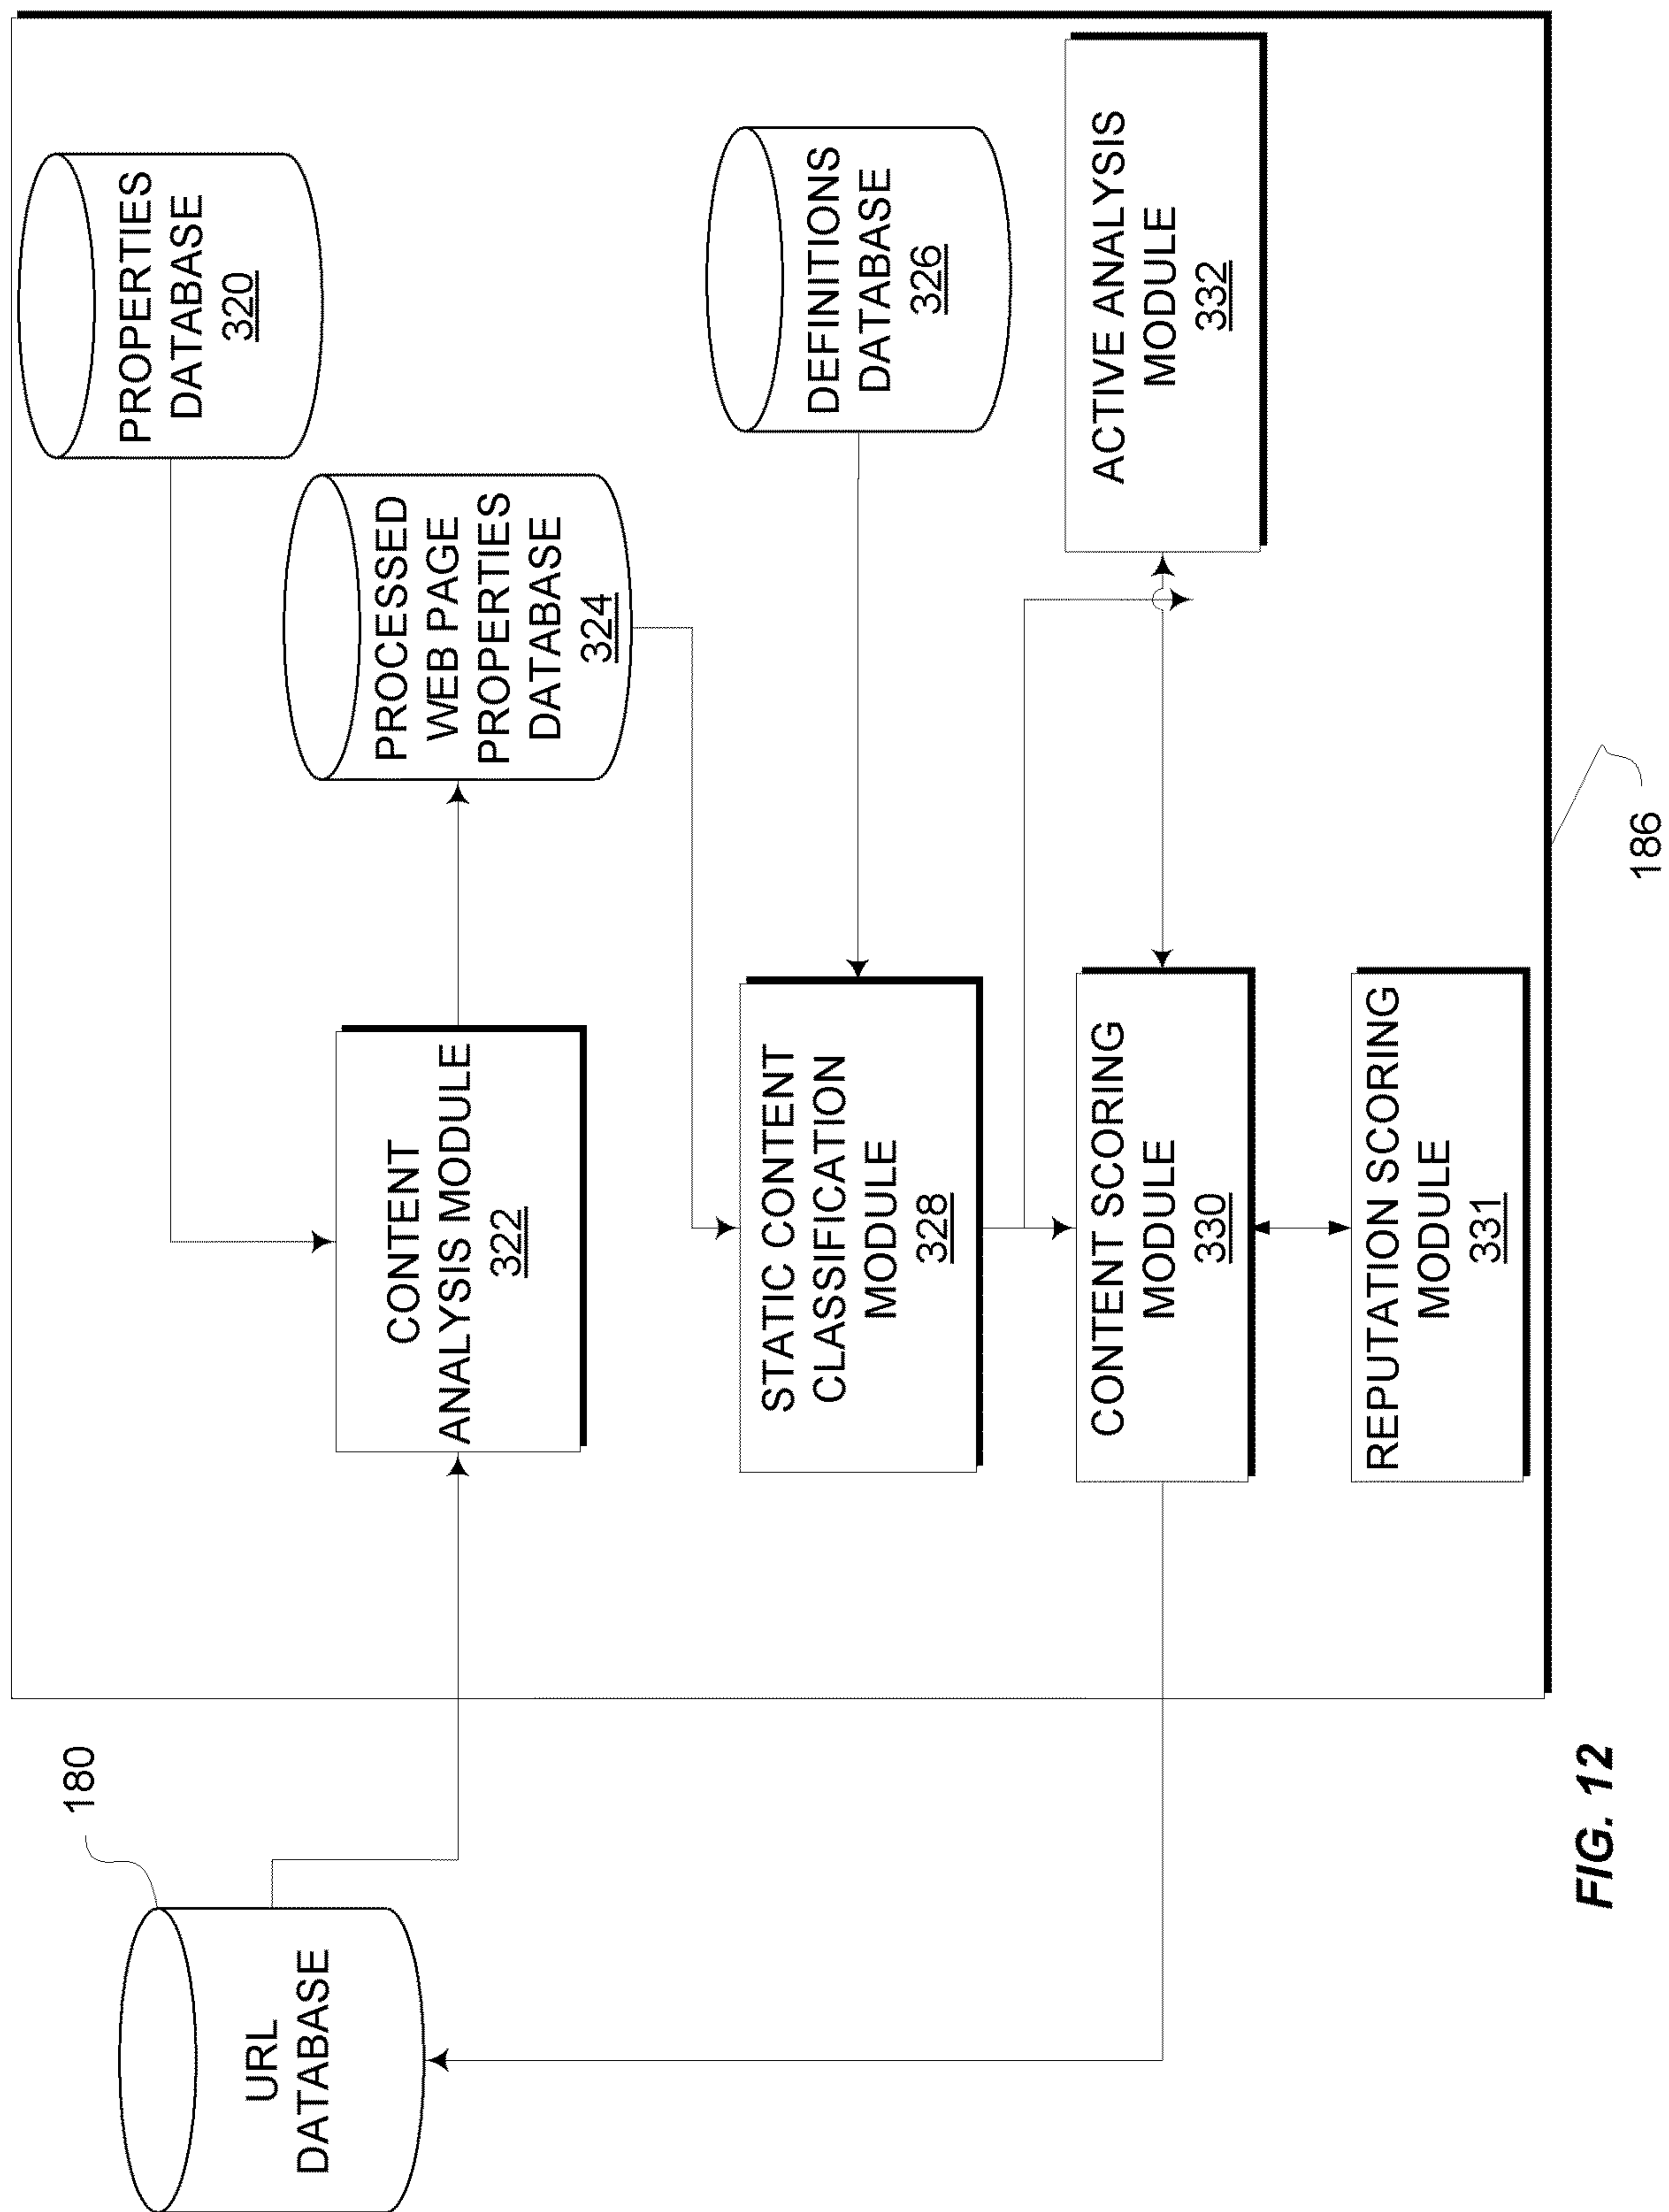 180
URL
DATABASE
PROPERTIES
DATABASE
320
CONTENT
ANALYSIS MODULE
322
PROCESSED
WEB PAGE
PROPERTIES
DATABASE
324
STATIC CONTENT
CLASSIFICATION
MODULE
328
DEFINITIONS
DATABASE
326
CONTENT SCORING
MODULE
330
ACTIVE ANALYSIS
MODULE
332
REPUTATION SCORING
MODULE
331
186
FIG. 12